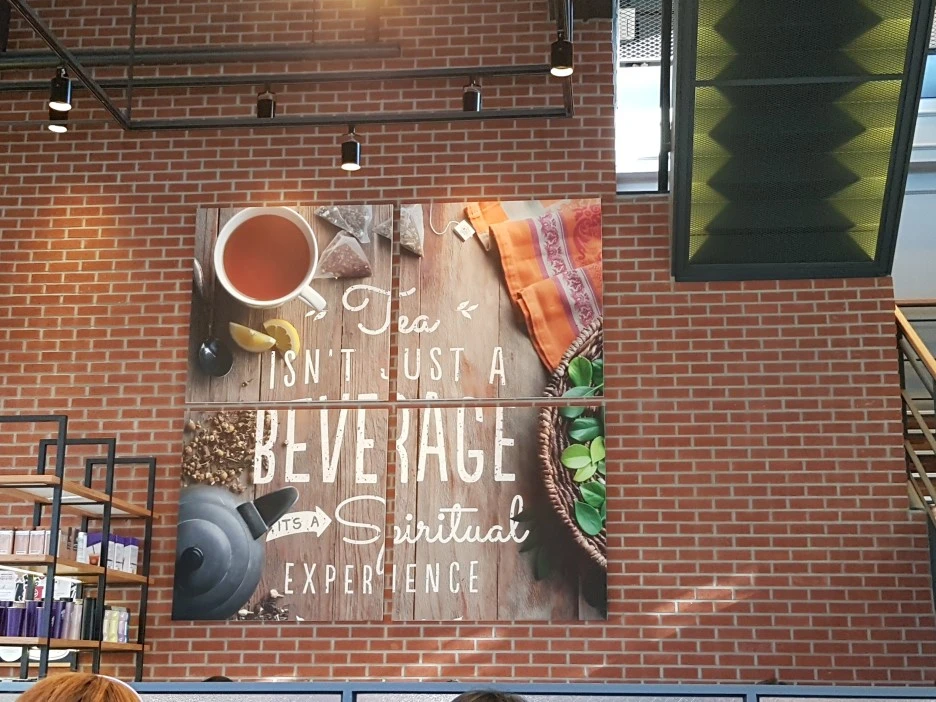 Tea
ISN'T JUST A
BEVERAGE
ITS A Spiritual
EXPERIENCE